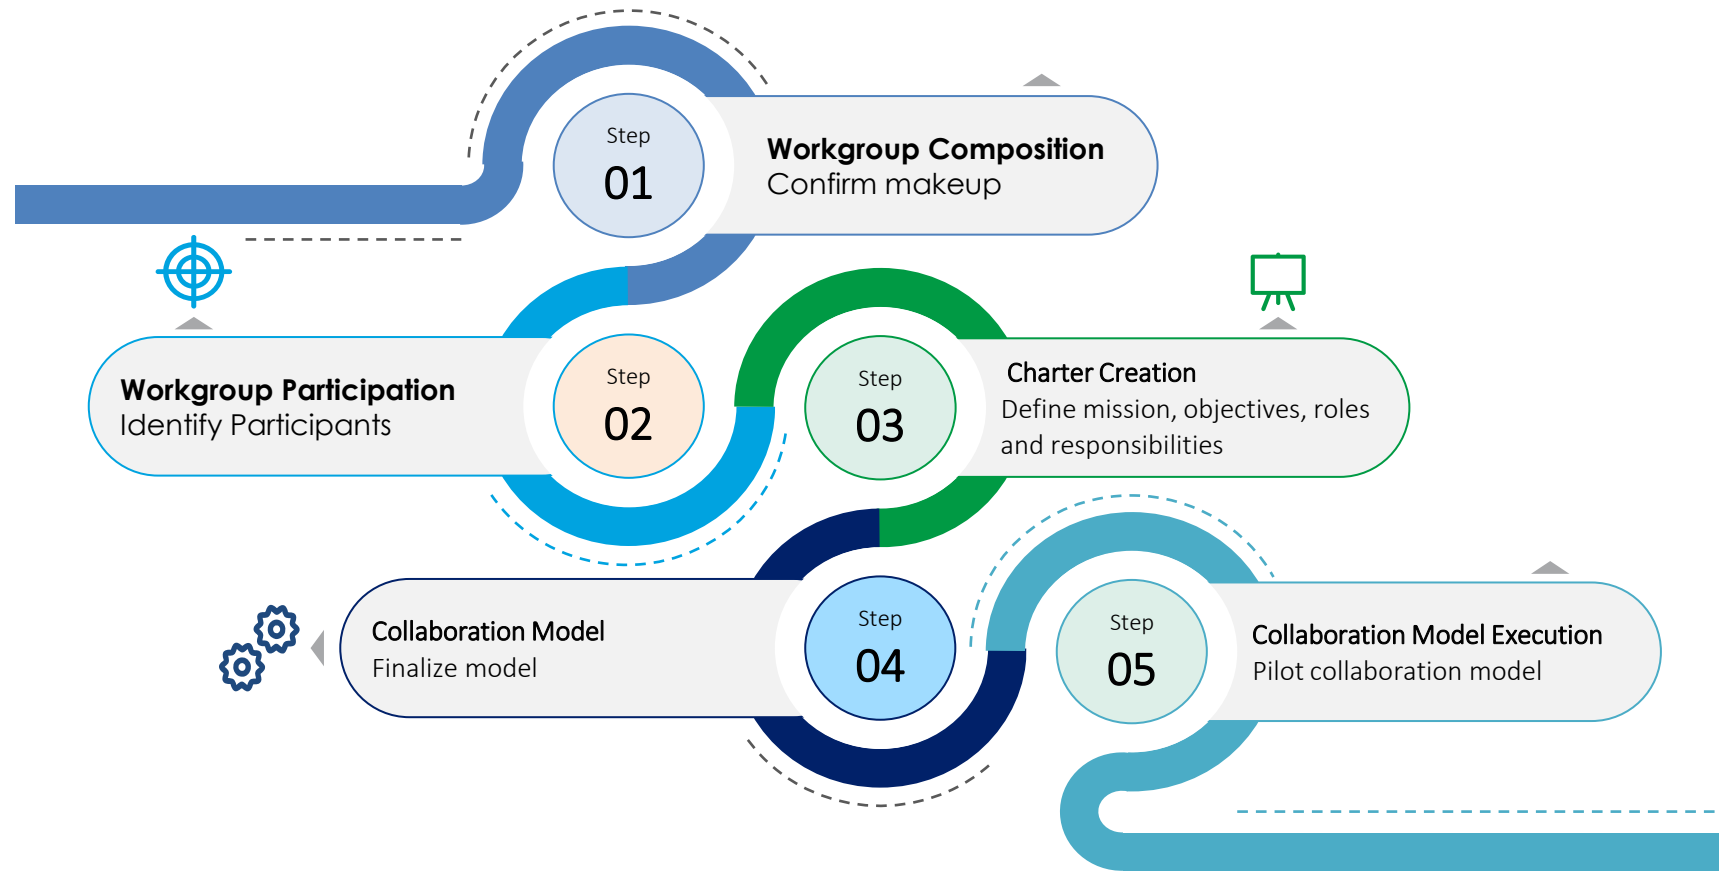 Step
01
Workgroup Composition
Confirm makeup
Step
02
Workgroup Participation
Identify Participants
Step
03
Charter Creation
Define mission, objectives, roles
and responsibilities
Step
04
Collaboration Model
Finalize model
Step
05
Collaboration Model Execution
Pilot collaboration model